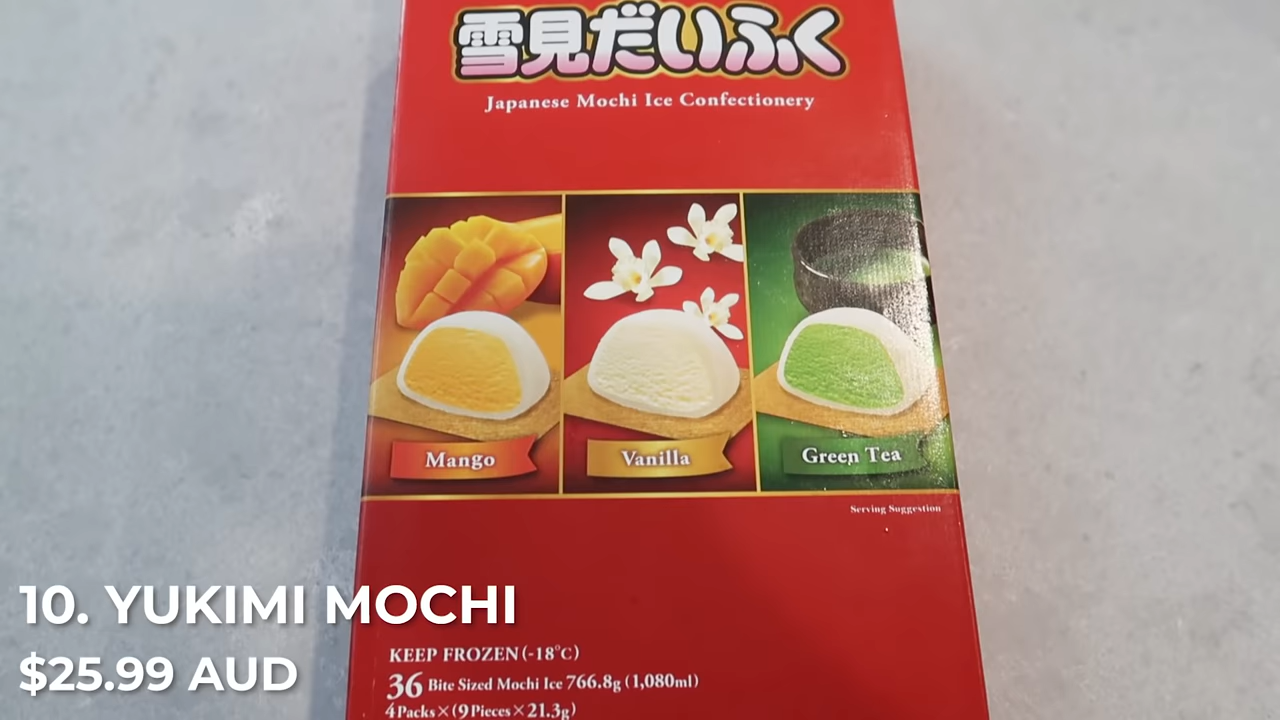 雪見だいふく
Japanese Mochi Ice Confectionery
Mango
Vanilla
Green Tea
Serving Suggestion
10. YUKIMI MOCHI
$25.99 AUD
KEEP FROZEN (-18°C)
36 Bite Sized Mochi Ice 766.8g (1,080ml)
4 Packs×(9 Pieces×21.3g)